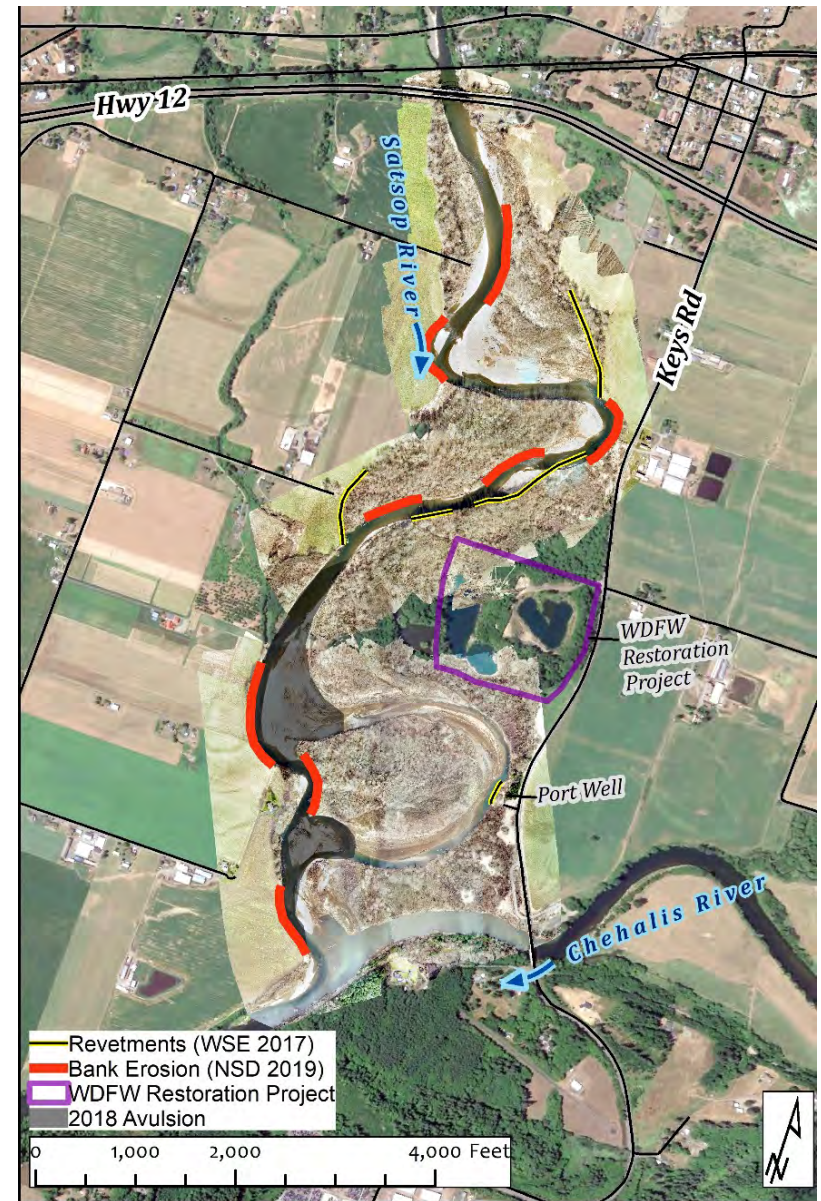 Hwy 12
Satsop River
Keys Rd
WDFW
Restoration
Project
Port Well
Chehalis River
Revetments (WSE 2017)
Bank Erosion (NSD 2019)
WDFW Restoration Project
2018 Avulsion
0 1,000 2,000 4,000 Feet
N